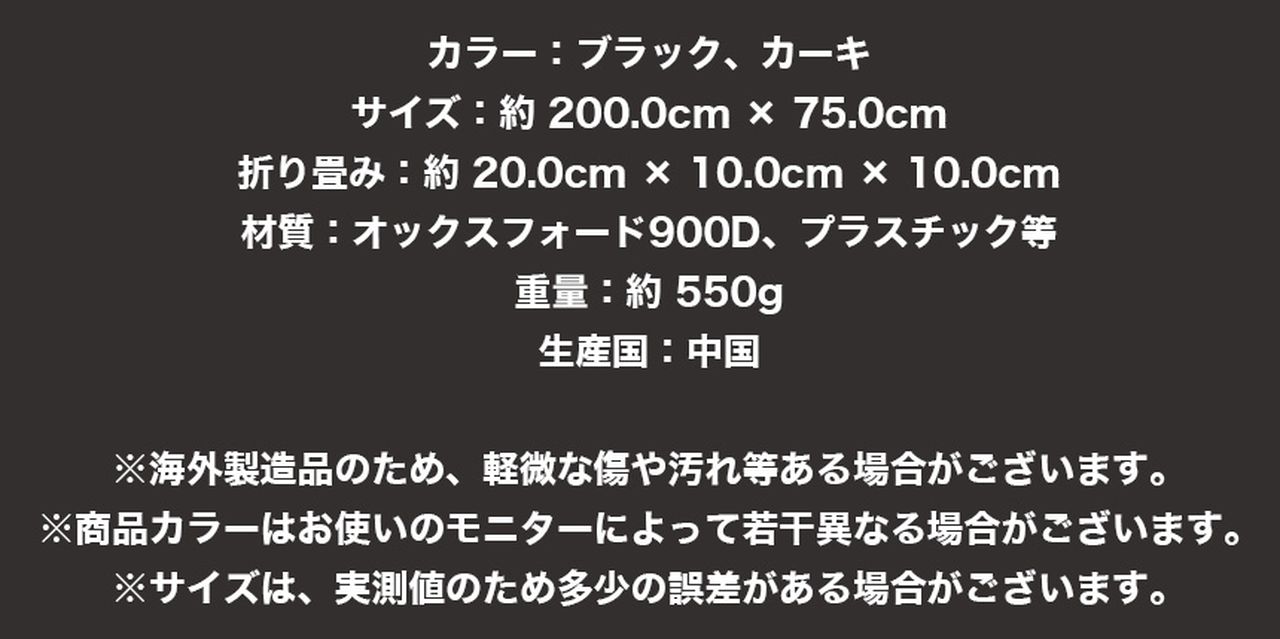 カラー：ブラック、カーキ
サイズ：約 200.0cm × 75.0cm
折り畳み：約 20.0cm × 10.0cm × 10.0cm
材質：オックスフォード900D、プラスチック等
重量：約 550g
生産国：中国
※海外製造品のため、軽微な傷や汚れ等ある場合がございます。
※商品カラーはお使いのモニターによって若干異なる場合がございます。
※サイズは、実測値のため多少の誤差がある場合がございます。